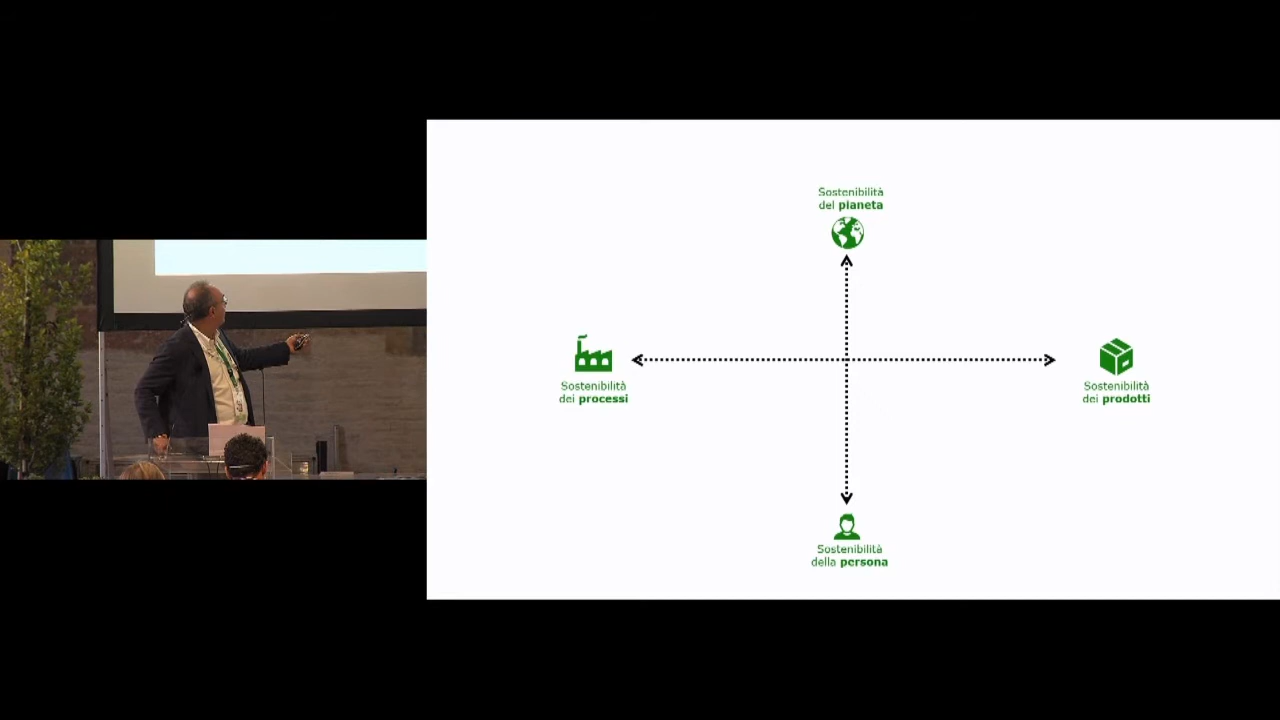 Sostenibilità
del pianeta
Sostenibilità
dei processi
Sostenibilità
dei prodotti
Sostenibilità
della persona